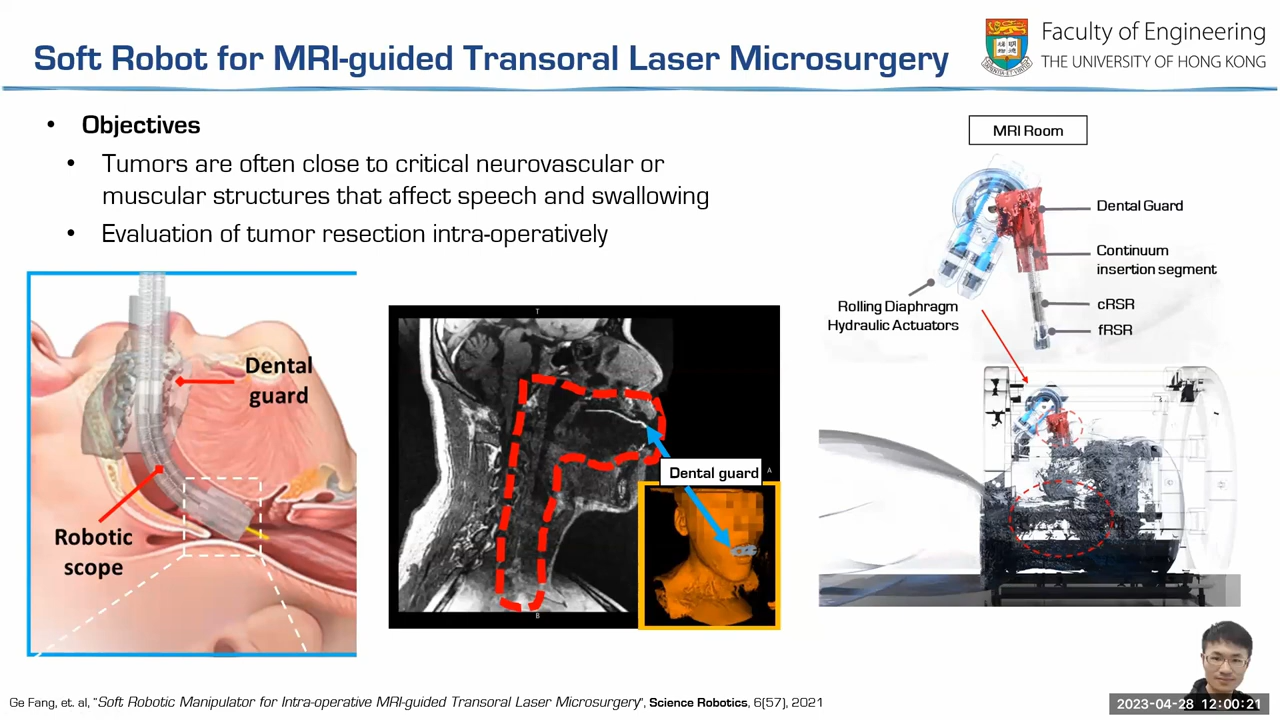 Soft Robot for MRI-guided Transoral Laser Microsurgery
Faculty of Engineering
THE UNIVERSITY OF HONG KONG
• Objectives
• Tumors are often close to critical neurovascular or
muscular structures that affect speech and swallowing
• Evaluation of tumor resection intra-operatively
Dental
guard
Robotic
scope
T
A
B
Dental guard
MRI Room
Dental Guard
Continuum
insertion segment
cRSR
fRSR
Rolling Diaphragm
Hydraulic Actuators
Ge Fang, et. al, "Soft Robotic Manipulator for Intra-operative MRI-guided Transoral Laser Microsurgery", Science Robotics, 6(57), 2021
2023-04-28 12:00:21